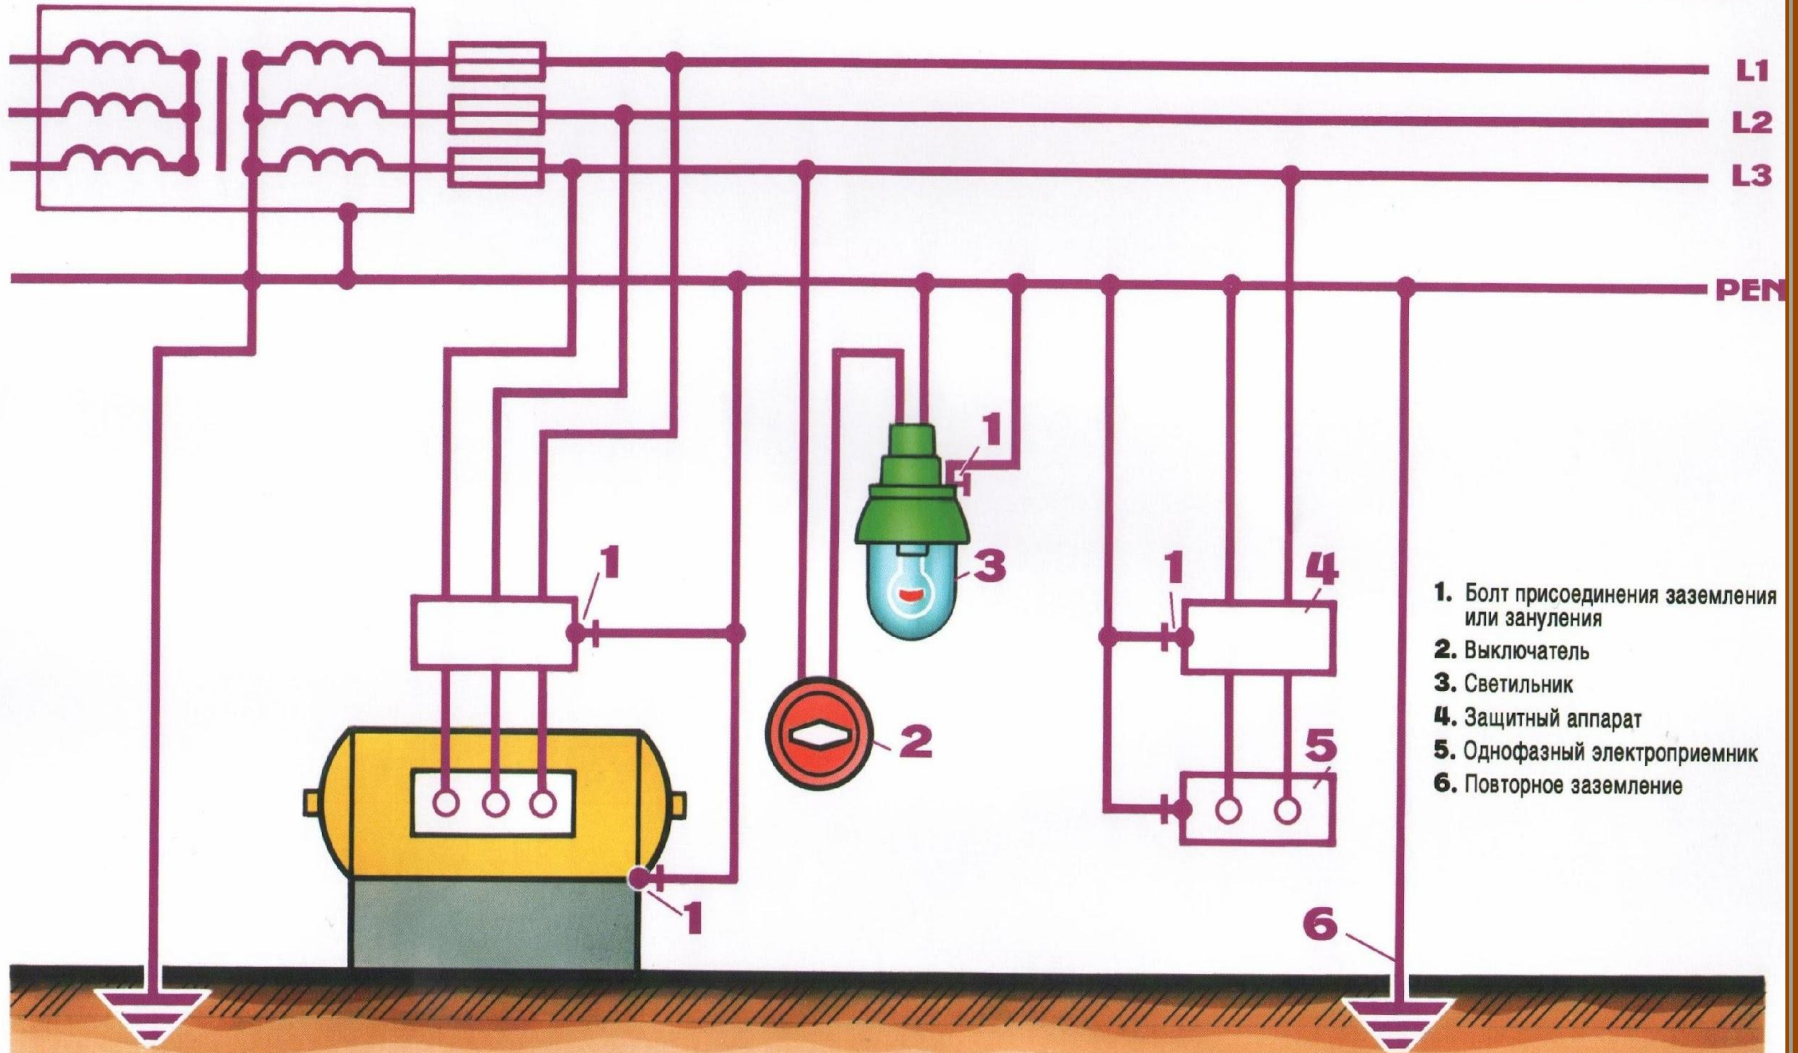 L1
L2
L3
PEN
1
1
3
1
4
2
5
1
6
1. Болт присоединения заземления
или зануления
2. Выключатель
3. Светильник
4. Защитный аппарат
5. Однофазный электроприемник
6. Повторное заземление